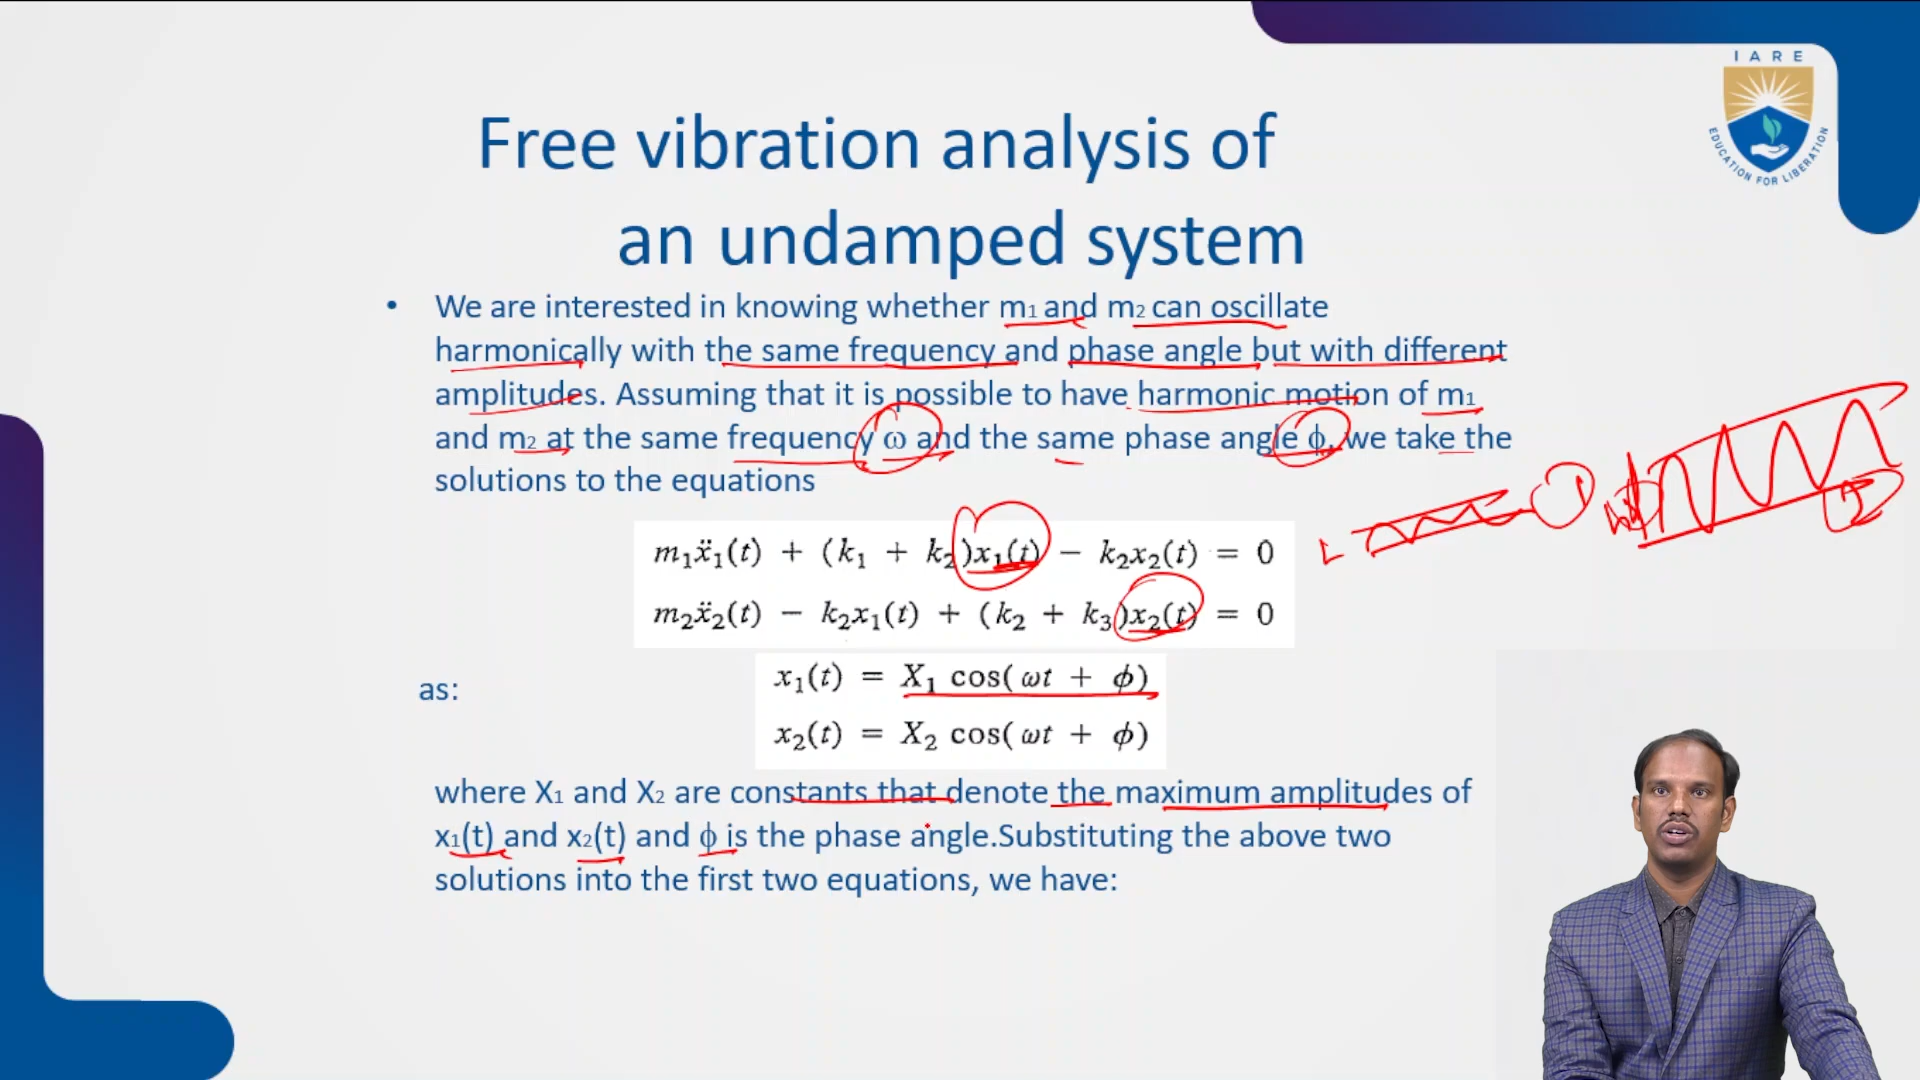 IARE
EDUCATION FOR LIBERATION
Free vibration analysis of
an undamped system
• We are interested in knowing whether m₁ and m₂ can oscillate
harmonically with the same frequency and phase angle but with different
amplitudes. Assuming that it is possible to have harmonic motion of m₁
and m₂ at the same frequency ω and the same phase angle ϕ, we take the
solutions to the equations
m₁ẍ₁(t) + (k₁ + k₂)x₁(t) − k₂x₂(t) = 0
m₂ẍ₂(t) − k₂x₁(t) + (k₂ + k₃)x₂(t) = 0
as:
x₁(t) = X₁ cos(ωt + ϕ)
x₂(t) = X₂ cos(ωt + ϕ)
where X₁ and X₂ are constants that denote the maximum amplitudes of
x₁(t) and x₂(t) and ϕ is the phase angle.Substituting the above two
solutions into the first two equations, we have:
1
2